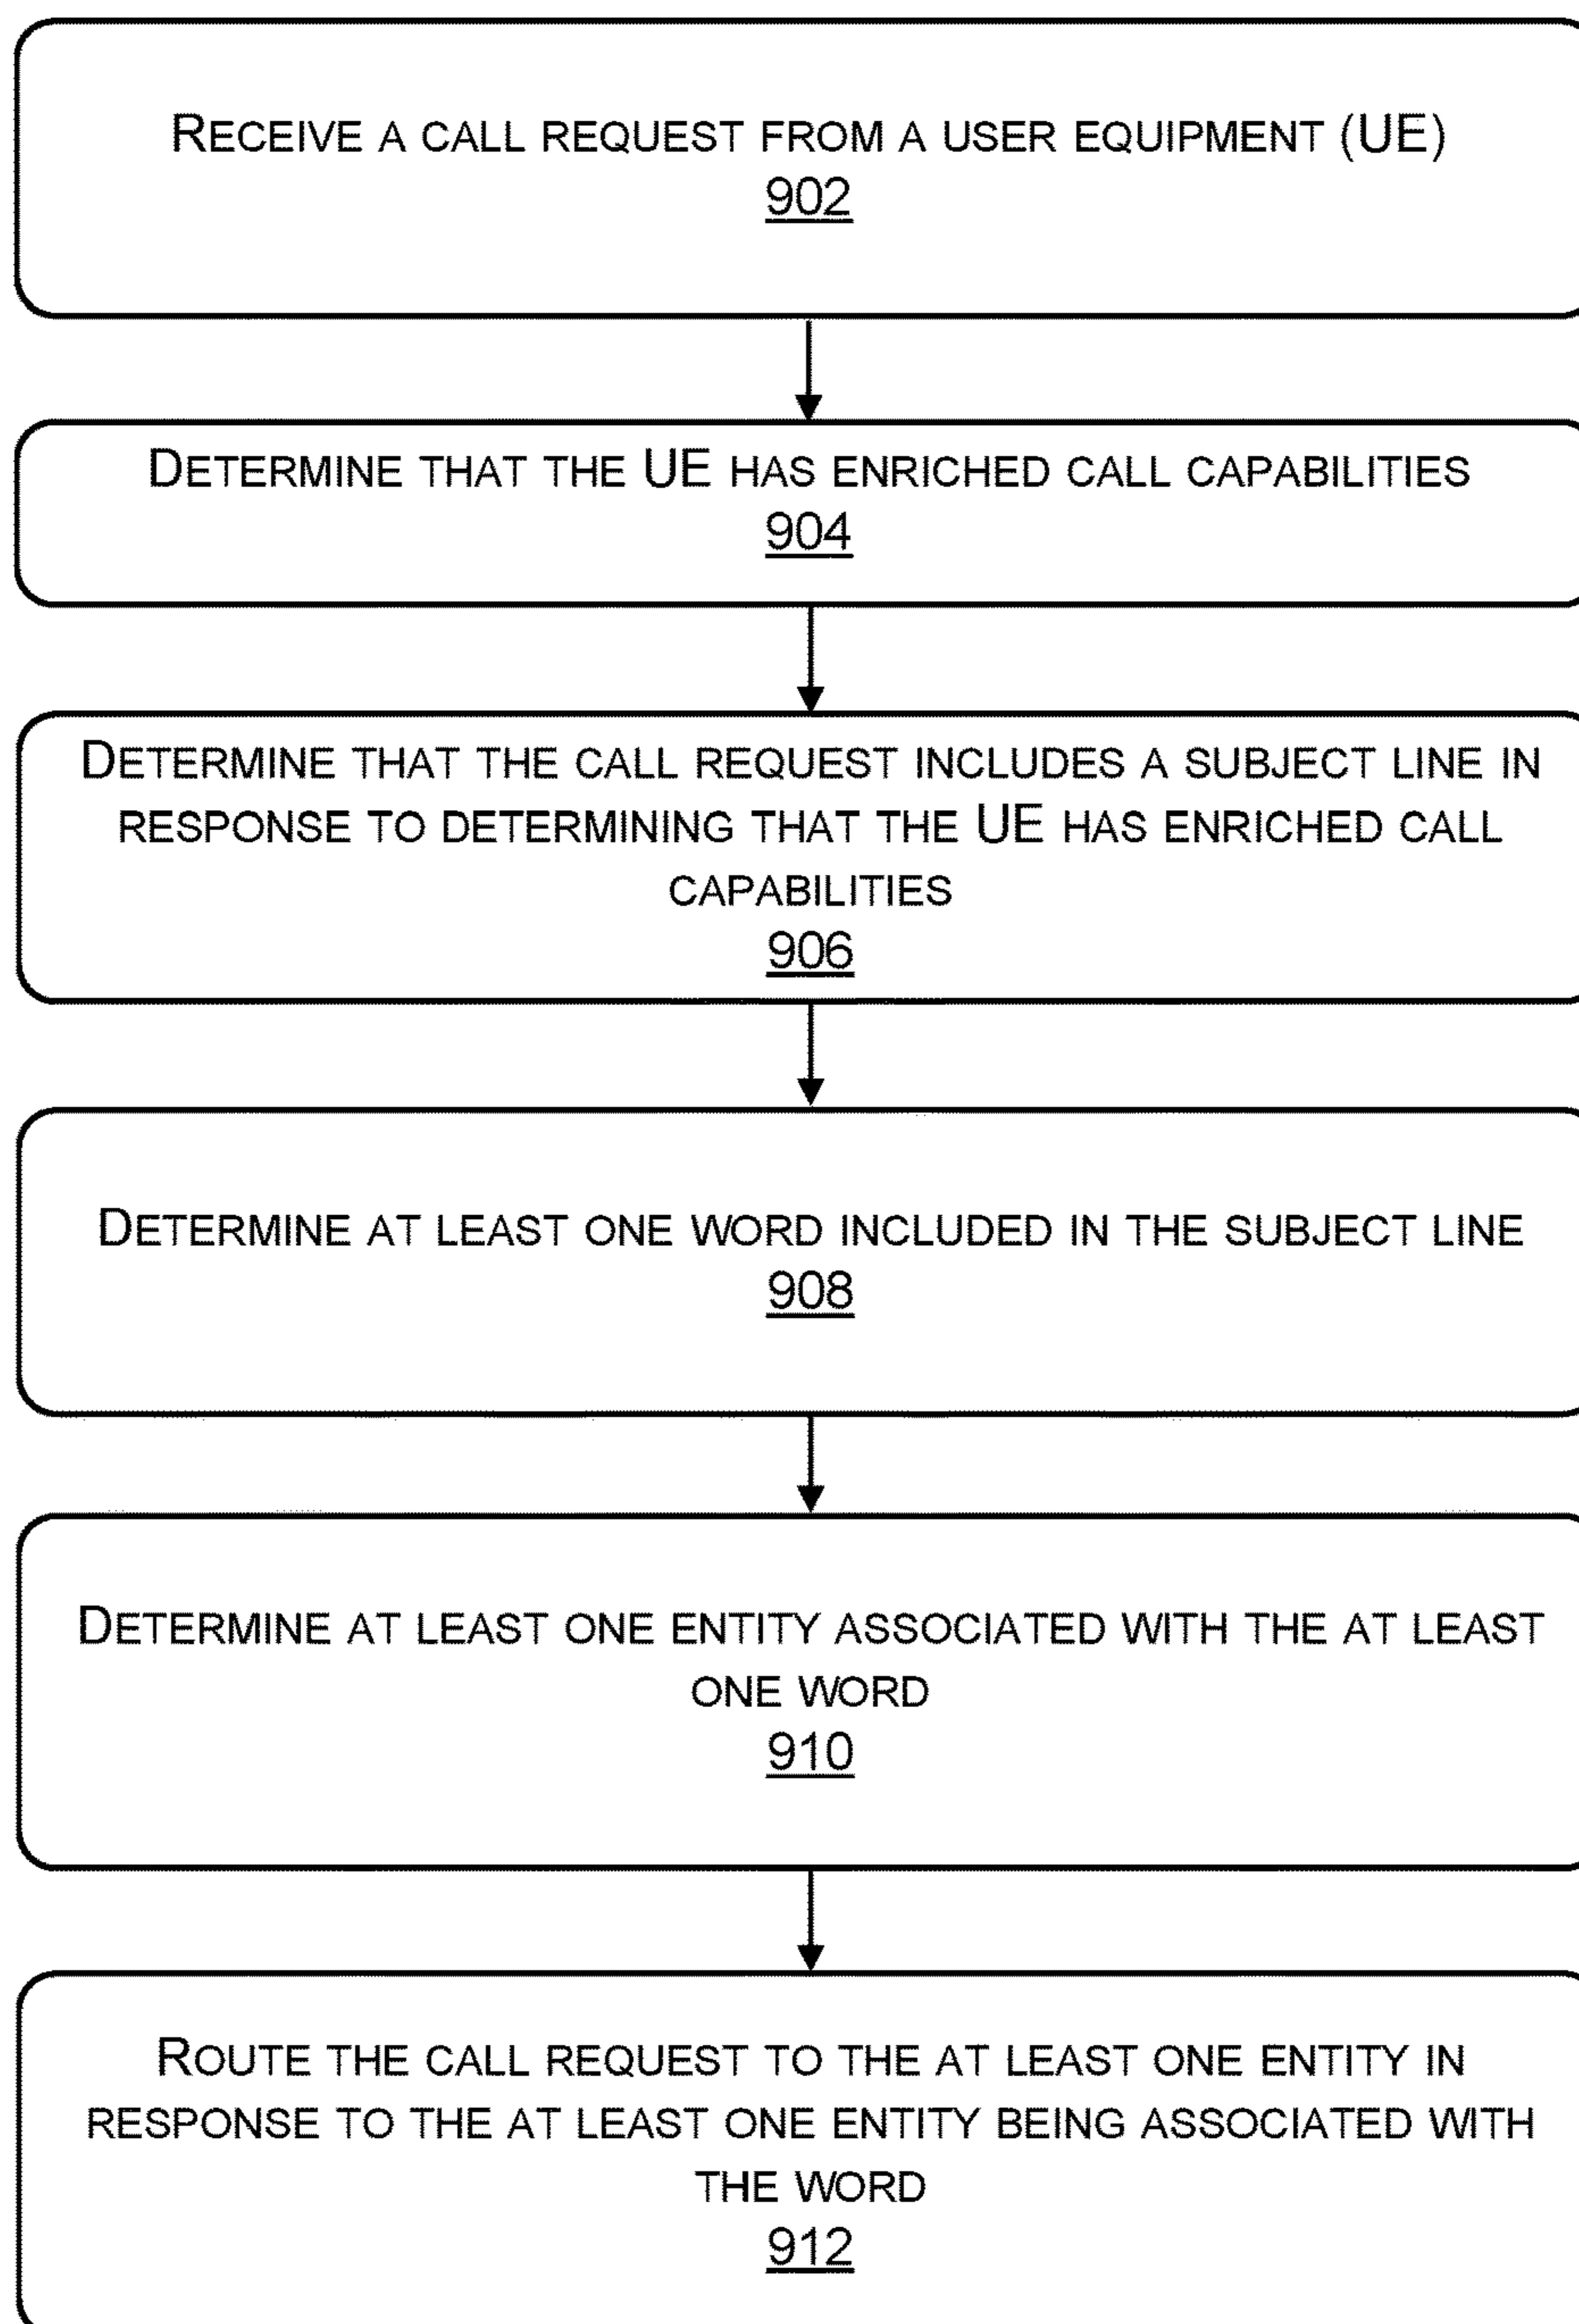 RECEIVE A CALL REQUEST FROM A USER EQUIPMENT (UE)
902
DETERMINE THAT THE UE HAS ENRICHED CALL CAPABILITIES
904
DETERMINE THAT THE CALL REQUEST INCLUDES A SUBJECT LINE IN
RESPONSE TO DETERMINING THAT THE UE HAS ENRICHED CALL
CAPABILITIES
906
DETERMINE AT LEAST ONE WORD INCLUDED IN THE SUBJECT LINE
908
DETERMINE AT LEAST ONE ENTITY ASSOCIATED WITH THE AT LEAST
ONE WORD
910
ROUTE THE CALL REQUEST TO THE AT LEAST ONE ENTITY IN
RESPONSE TO THE AT LEAST ONE ENTITY BEING ASSOCIATED WITH
THE WORD
912